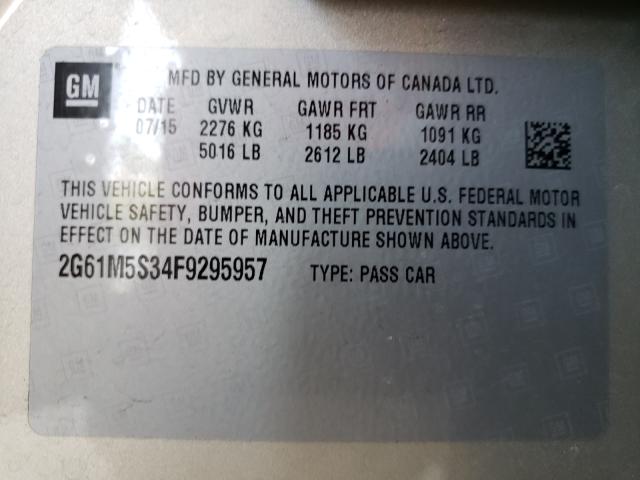 GM MFD BY GENERAL MOTORS OF CANADA LTD.
DATE GVWR GAWR FRT GAWR RR
07/15 2276 KG 1185 KG 1091 KG
5016 LB 2612 LB 2404 LB
THIS VEHICLE CONFORMS TO ALL APPLICABLE U.S. FEDERAL MOTOR
VEHICLE SAFETY, BUMPER, AND THEFT PREVENTION STANDARDS IN
EFFECT ON THE DATE OF MANUFACTURE SHOWN ABOVE.
2G61M5S34F9295957 TYPE: PASS CAR